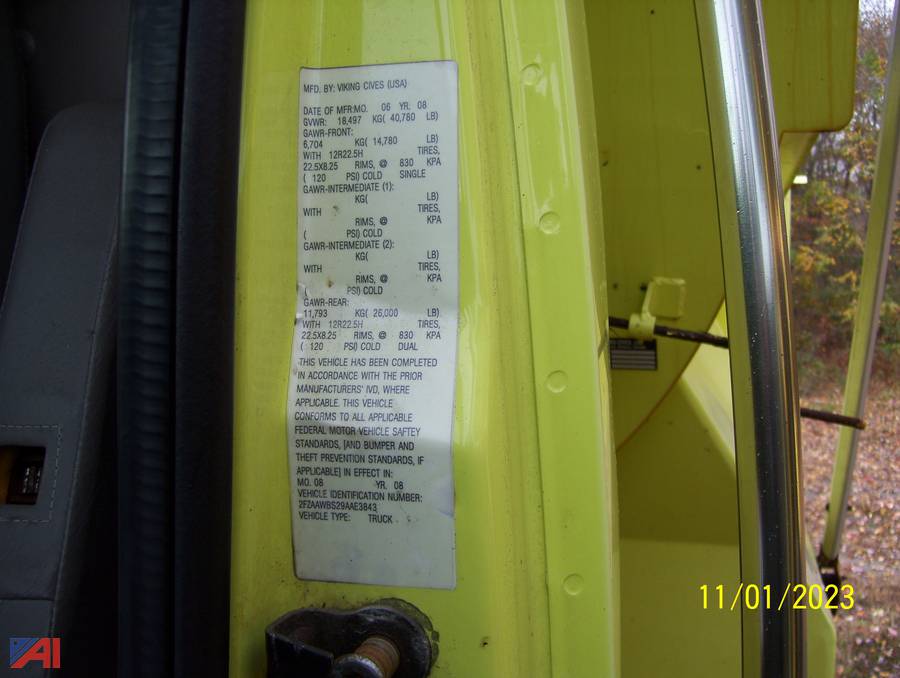 MFD. BY: VIKING CIVES (USA)
DATE OF MFR:MO. 06 YR. 08
GVWR: 18,497 KG( 40,780 LB)
GAWR-FRONT:
6,704 KG( 14,780 LB)
WITH 12R22.5H TIRES,
22.5X8.25 RIMS, @ 830 KPA
( 120 PSI) COLD SINGLE
GAWR-INTERMEDIATE (1):
KG( LB)
WITH TIRES,
RIMS, @ KPA
( PSI) COLD
GAWR-INTERMEDIATE (2):
KG( LB)
WITH TIRES,
RIMS, @ KPA
( PSI) COLD
GAWR-REAR:
11,793 KG( 26,000 LB)
WITH 12R22.5H TIRES,
22.5X8.25 RIMS, @ 830 KPA
( 120 PSI) COLD DUAL
THIS VEHICLE HAS BEEN COMPLETED
IN ACCORDANCE WITH THE PRIOR
MANUFACTURERS' IVD, WHERE
APPLICABLE. THIS VEHICLE
CONFORMS TO ALL APPLICABLE
FEDERAL MOTOR VEHICLE SAFTEY
STANDARDS, [AND BUMPER AND
THEFT PREVENTION STANDARDS, IF
APPLICABLE] IN EFFECT IN:
MO. 08 YR. 08
VEHICLE IDENTIFICATION NUMBER:
2FZAAWBS29AAE3843
VEHICLE TYPE: TRUCK
11/01/2023
AI